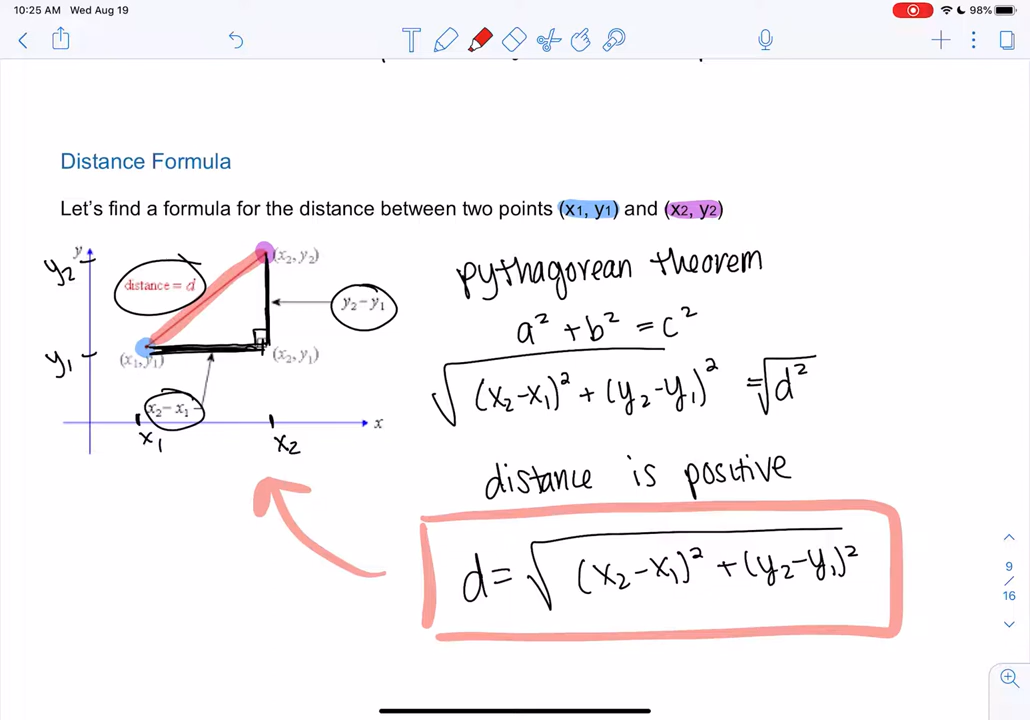 10:25 AM Wed Aug 19
98%
Distance Formula
Let's find a formula for the distance between two points (x1, y1) and (x2, y2)
y
y₂
(x₂, y₂)
distance = d
y₂ − y₁
y₁
(x₁, y₁)
(x₂, y₁)
x₂ − x₁
x
x₁
x₂
pythagorean theorem
a² + b² = c²
√(x₂−x₁)² + (y₂−y₁)² = √d²
distance is positive
d = √(x₂−x₁)² + (y₂−y₁)²
9
/
16